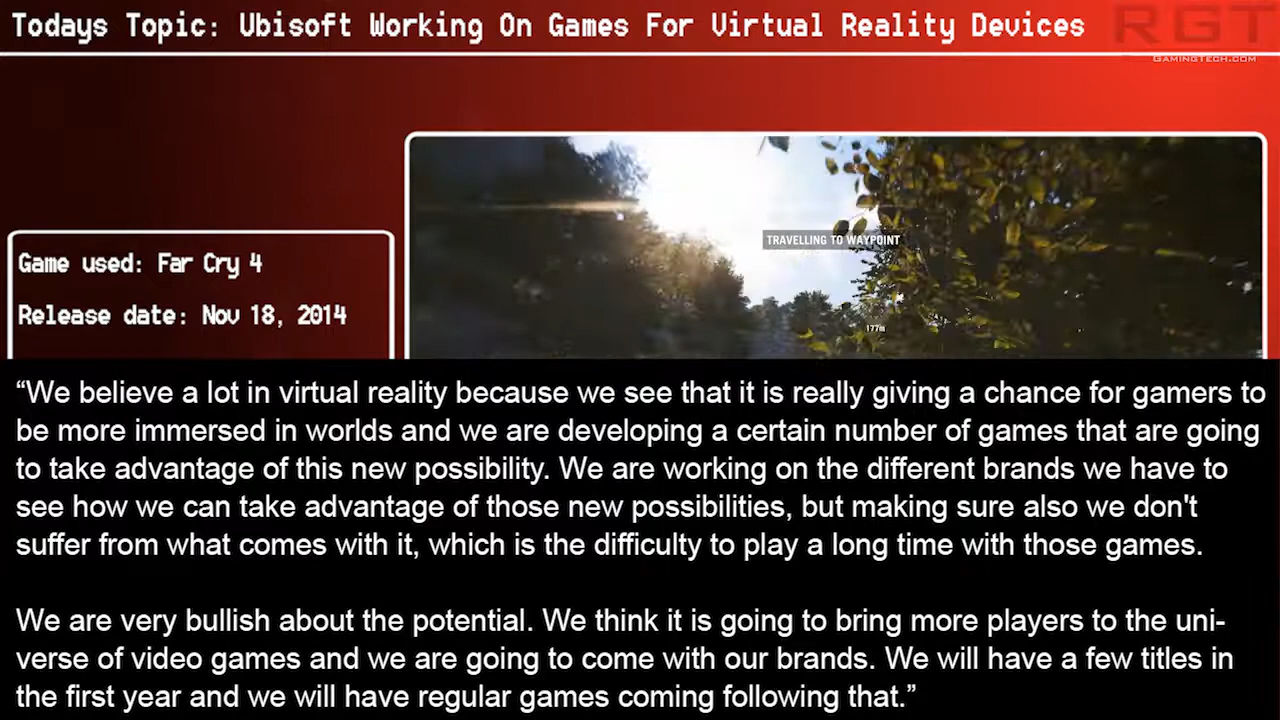 Todays Topic: Ubisoft Working On Games For Virtual Reality Devices
RGT
GAMINGTECH.COM
TRAVELLING TO WAYPOINT
Game used: Far Cry 4
Release date: Nov 18, 2014
177m
“We believe a lot in virtual reality because we see that it is really giving a chance for gamers to
be more immersed in worlds and we are developing a certain number of games that are going
to take advantage of this new possibility. We are working on the different brands we have to
see how we can take advantage of those new possibilities, but making sure also we don't
suffer from what comes with it, which is the difficulty to play a long time with those games.
We are very bullish about the potential. We think it is going to bring more players to the uni-
verse of video games and we are going to come with our brands. We will have a few titles in
the first year and we will have regular games coming following that.”